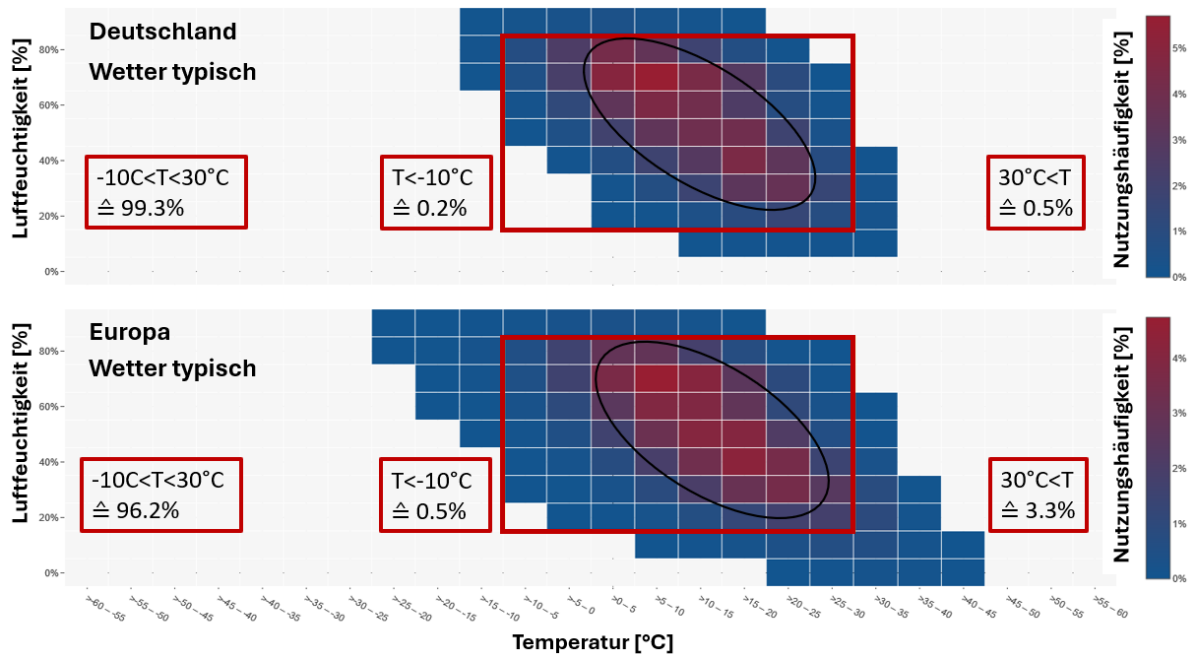 Deutschland
Wetter typisch
Luftfeuchtigkeit [%]
80%
60%
40%
20%
0%
-10C<T<30°C
≙ 99.3%
T<-10°C
≙ 0.2%
30°C<T
≙ 0.5%
Nutzungshäufigkeit [%]
5%
4%
3%
2%
1%
0%
Europa
Wetter typisch
Luftfeuchtigkeit [%]
80%
60%
40%
20%
0%
-10C<T<30°C
≙ 96.2%
T<-10°C
≙ 0.5%
30°C<T
≙ 3.3%
Nutzungshäufigkeit [%]
4%
3%
2%
1%
0%
>-60 – -55
>-55 – -50
>-50 – -45
>-45 – -40
>-40 – -35
>-35 – -30
>-30 – -25
>-25 – -20
>-20 – -15
>-15 – -10
>-10 – -5
>-5 – 0
>0 – 5
>5 – 10
>10 – 15
>15 – 20
>20 – 25
>25 – 30
>30 – 35
>35 – 40
>40 – 45
>45 – 50
>50 – 55
>55 – 60
Temperatur [°C]